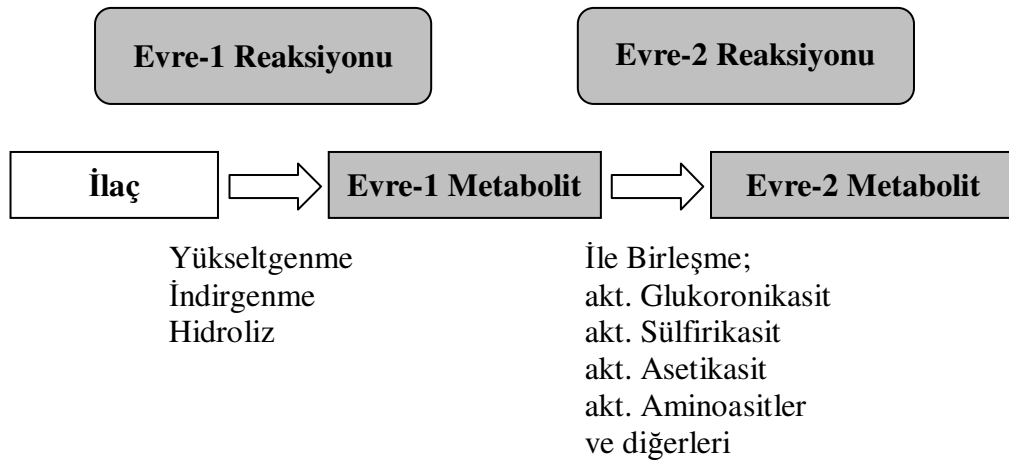 Evre-1 Reaksiyonu
Evre-2 Reaksiyonu
İlaç
Evre-1 Metabolit
Evre-2 Metabolit
Yükseltgenme
İndirgenme
Hidroliz
İle Birleşme;
akt. Glukoronikasit
akt. Sülfirikasit
akt. Asetikasit
akt. Aminoasitler
ve diğerleri